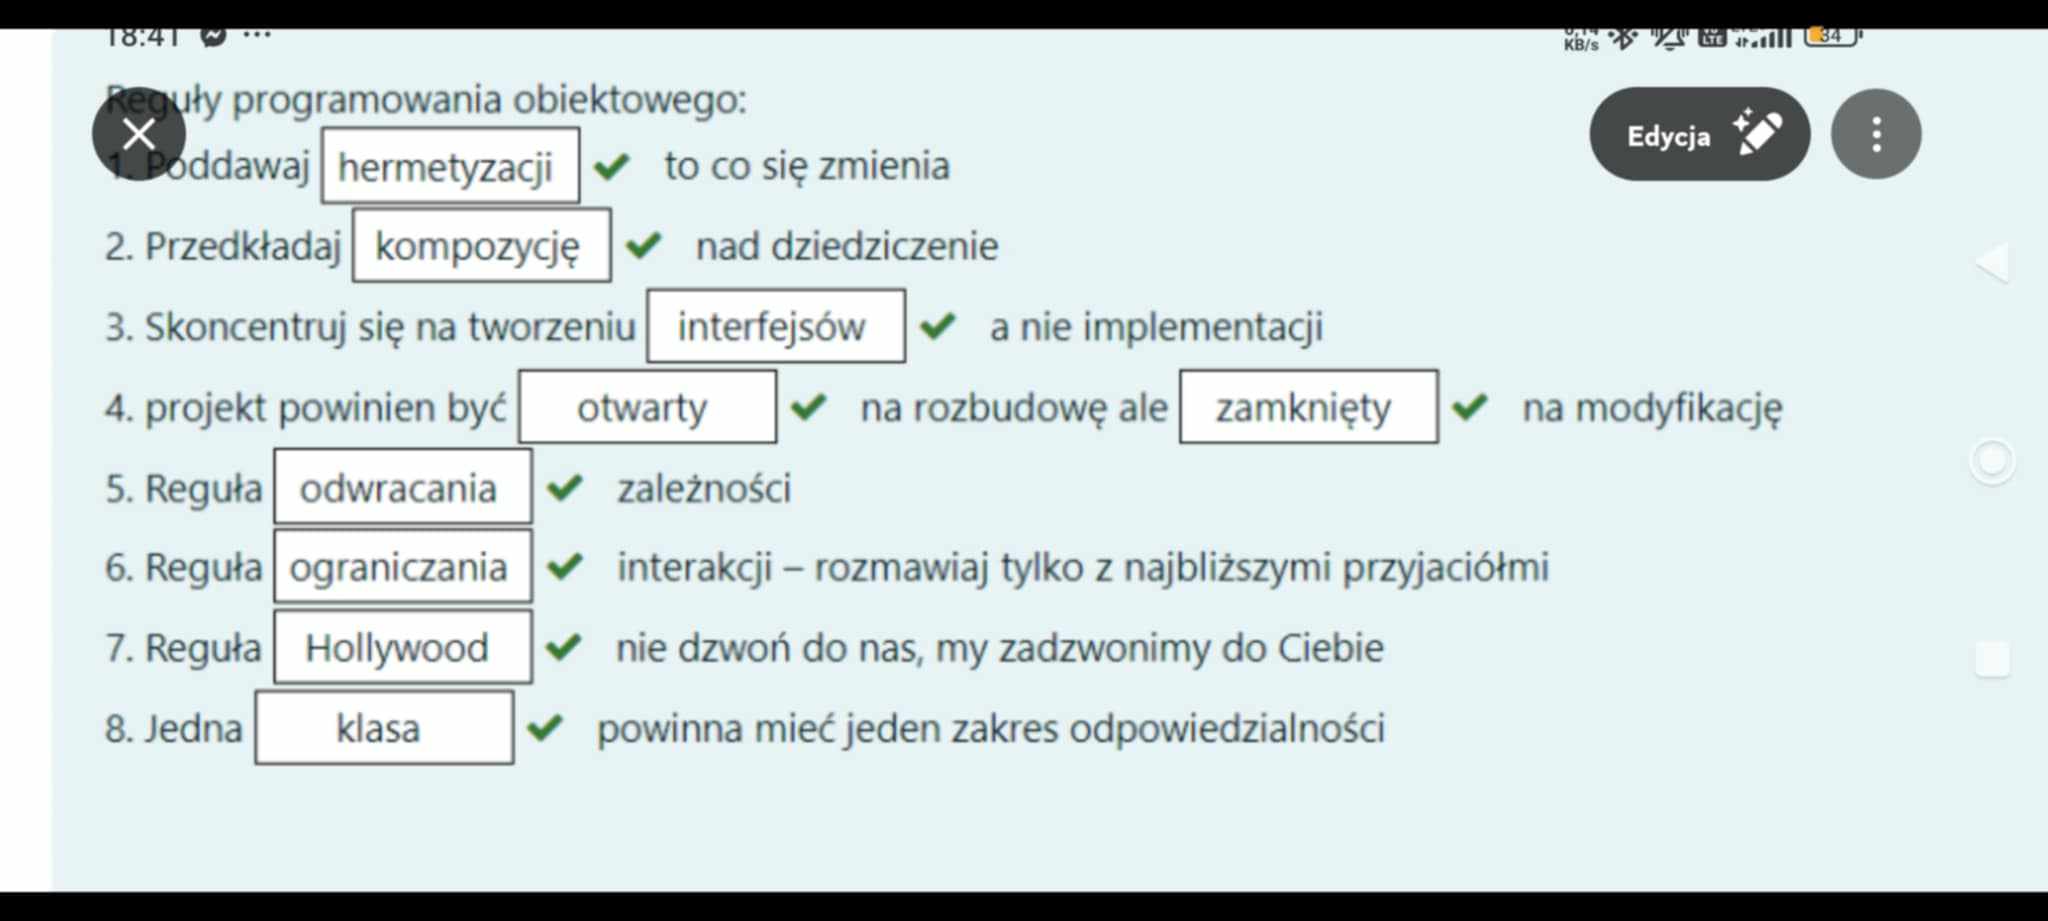 18:41 ...
KB/s LTE 34
Reguły programowania obiektowego:
Edycja
1. Poddawaj hermetyzacji to co się zmienia
2. Przedkładaj kompozycję nad dziedziczenie
3. Skoncentruj się na tworzeniu interfejsów a nie implementacji
4. projekt powinien być otwarty na rozbudowę ale zamknięty na modyfikację
5. Reguła odwracania zależności
6. Reguła ograniczania interakcji – rozmawiaj tylko z najbliższymi przyjaciółmi
7. Reguła Hollywood nie dzwoń do nas, my zadzwonimy do Ciebie
8. Jedna klasa powinna mieć jeden zakres odpowiedzialności